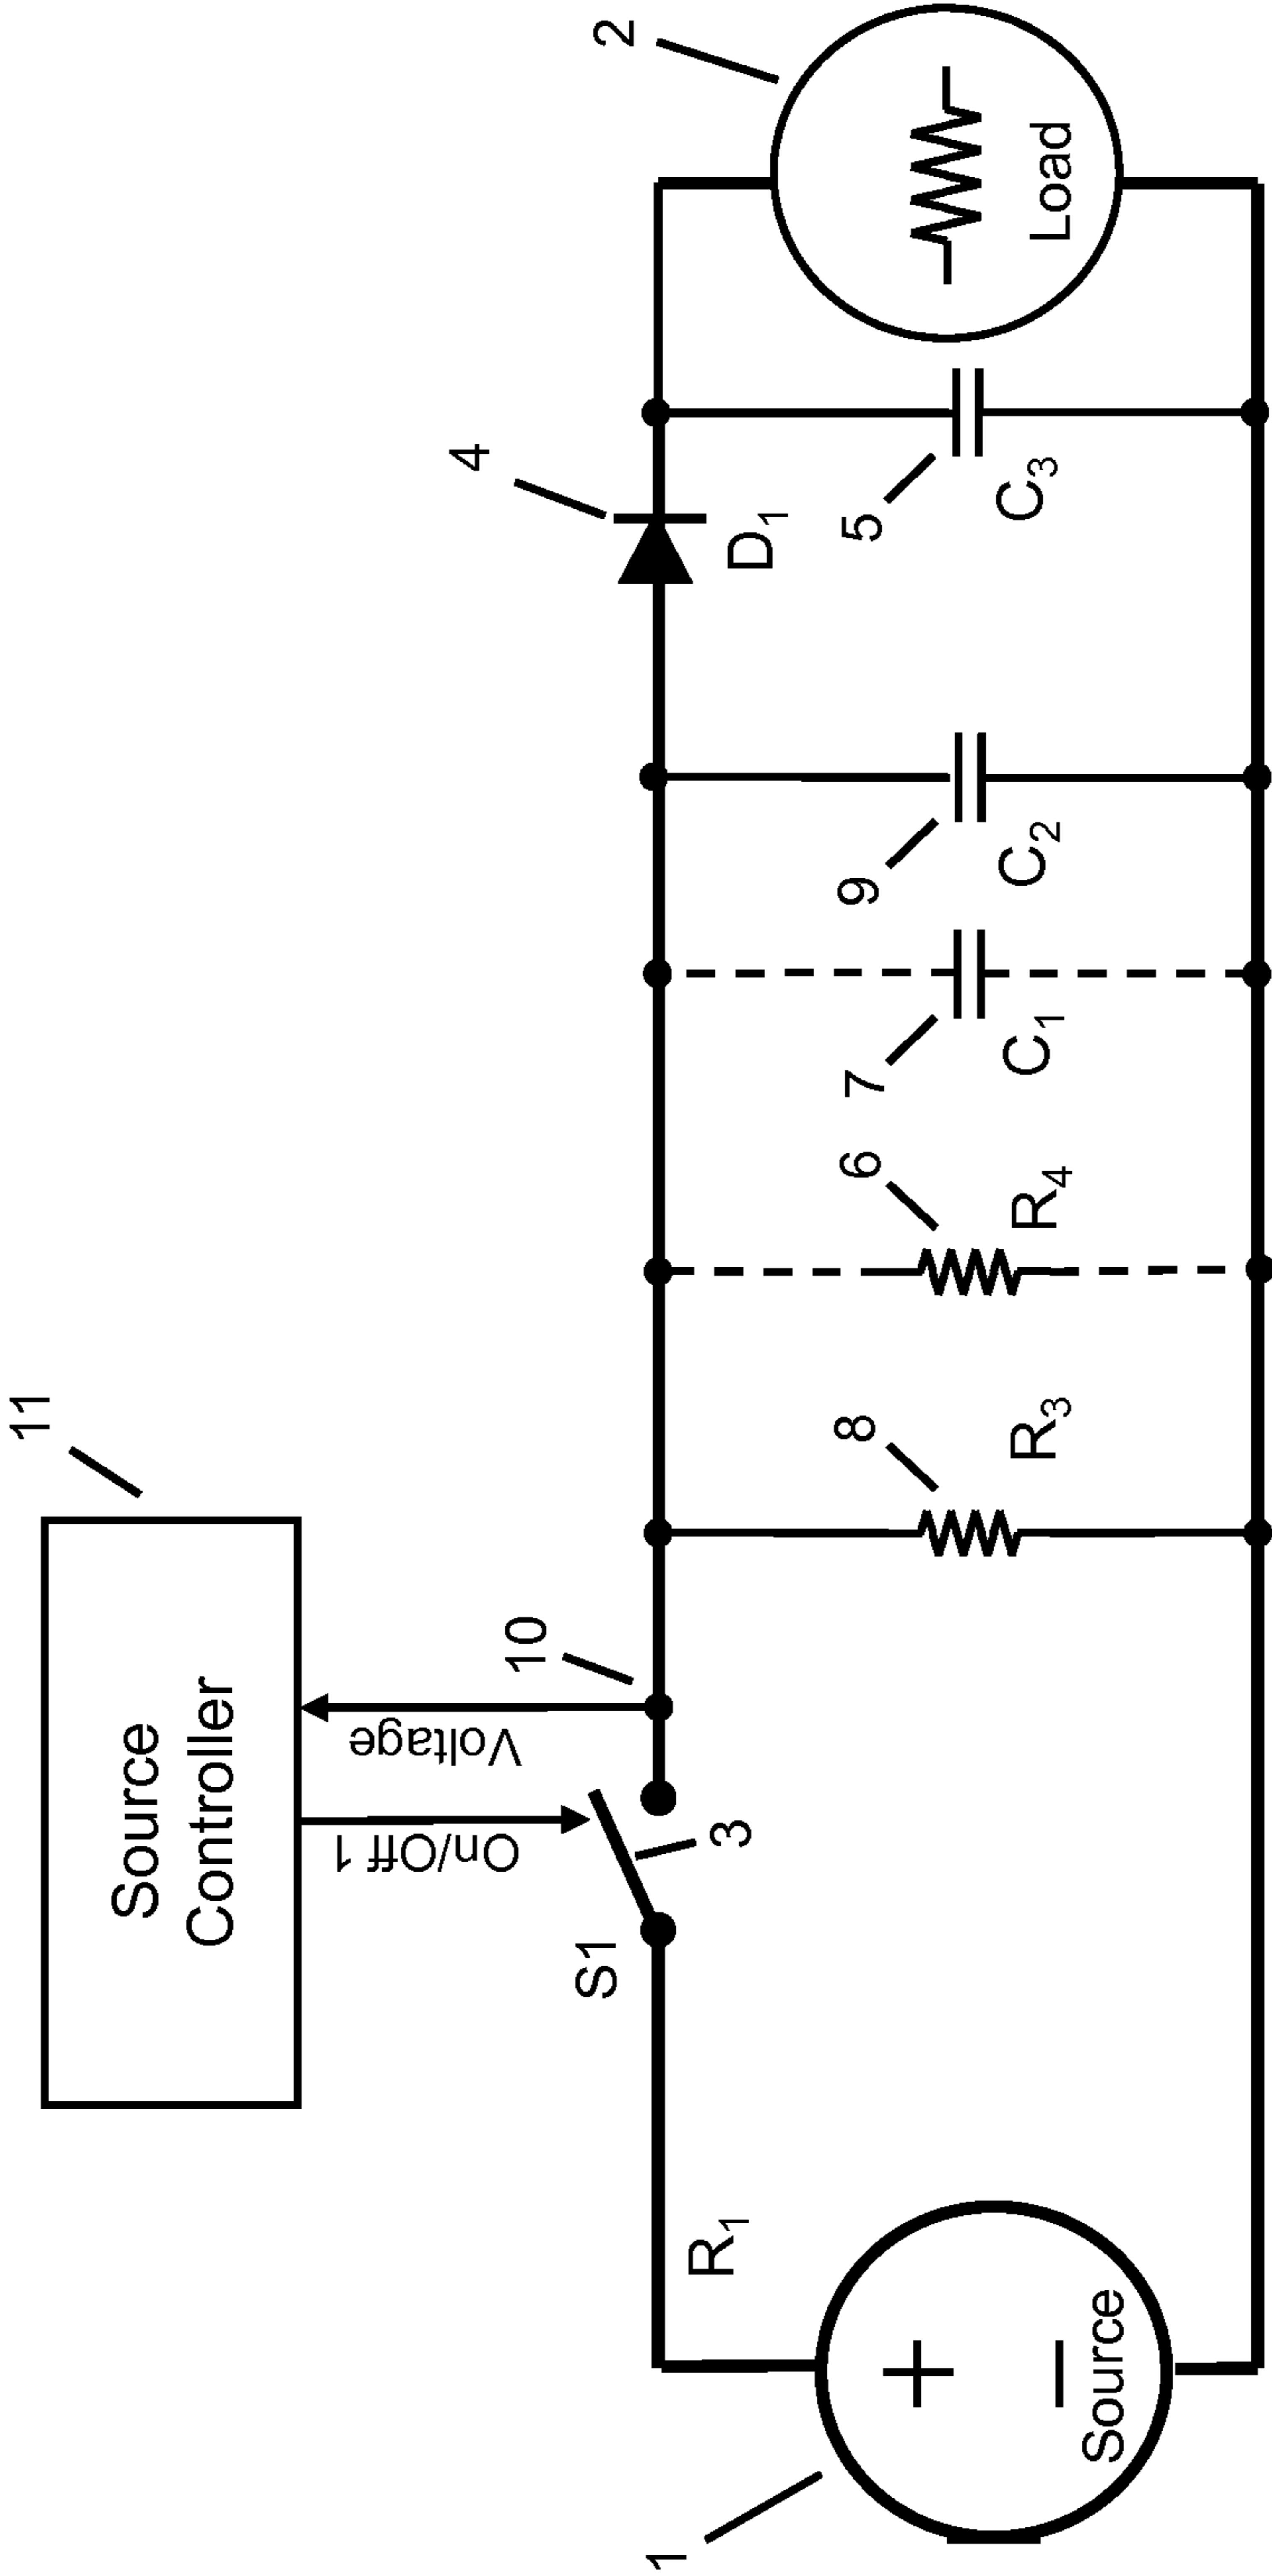 11
Source
Controller
On/Off 1
Voltage
10
4
2
S1
3
R₁
D₁
1
+
−
Source
8
R₃
6
R₄
7
C₁
9
C₂
5
C₃
Load